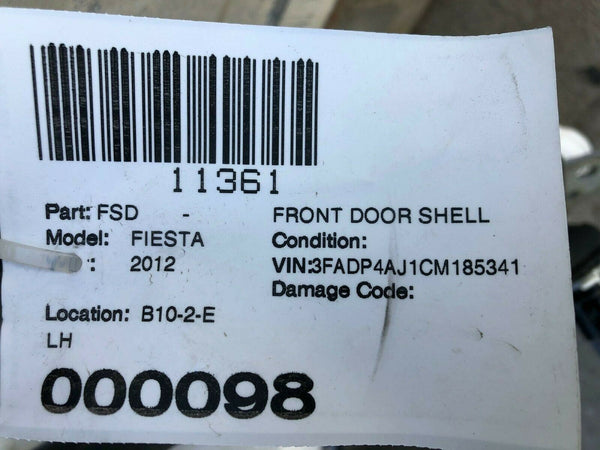 11361
Part: FSD - FRONT DOOR SHELL
Model: FIESTA Condition:
: 2012 VIN:3FADP4AJ1CM185341
Damage Code:
Location: B10-2-E
LH
000098